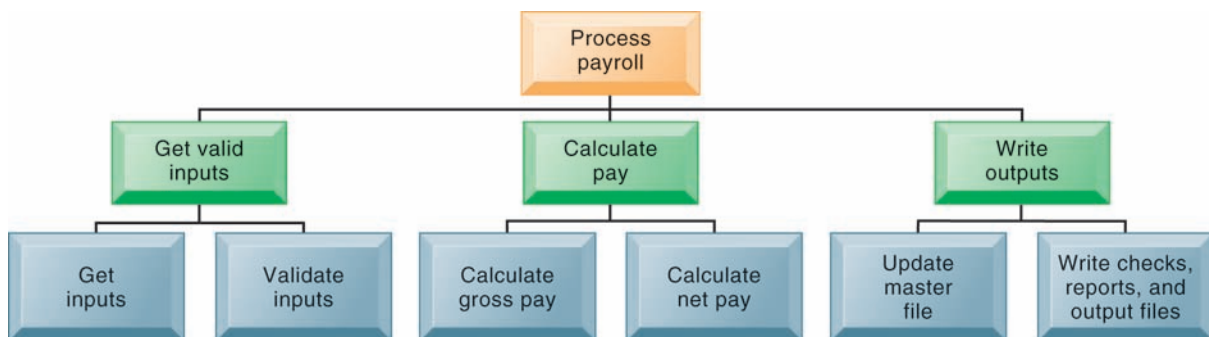 Process
payroll
Get valid
inputs
Calculate
pay
Write
outputs
Get
inputs
Validate
inputs
Calculate
gross pay
Calculate
net pay
Update
master
file
Write checks,
reports, and
output files